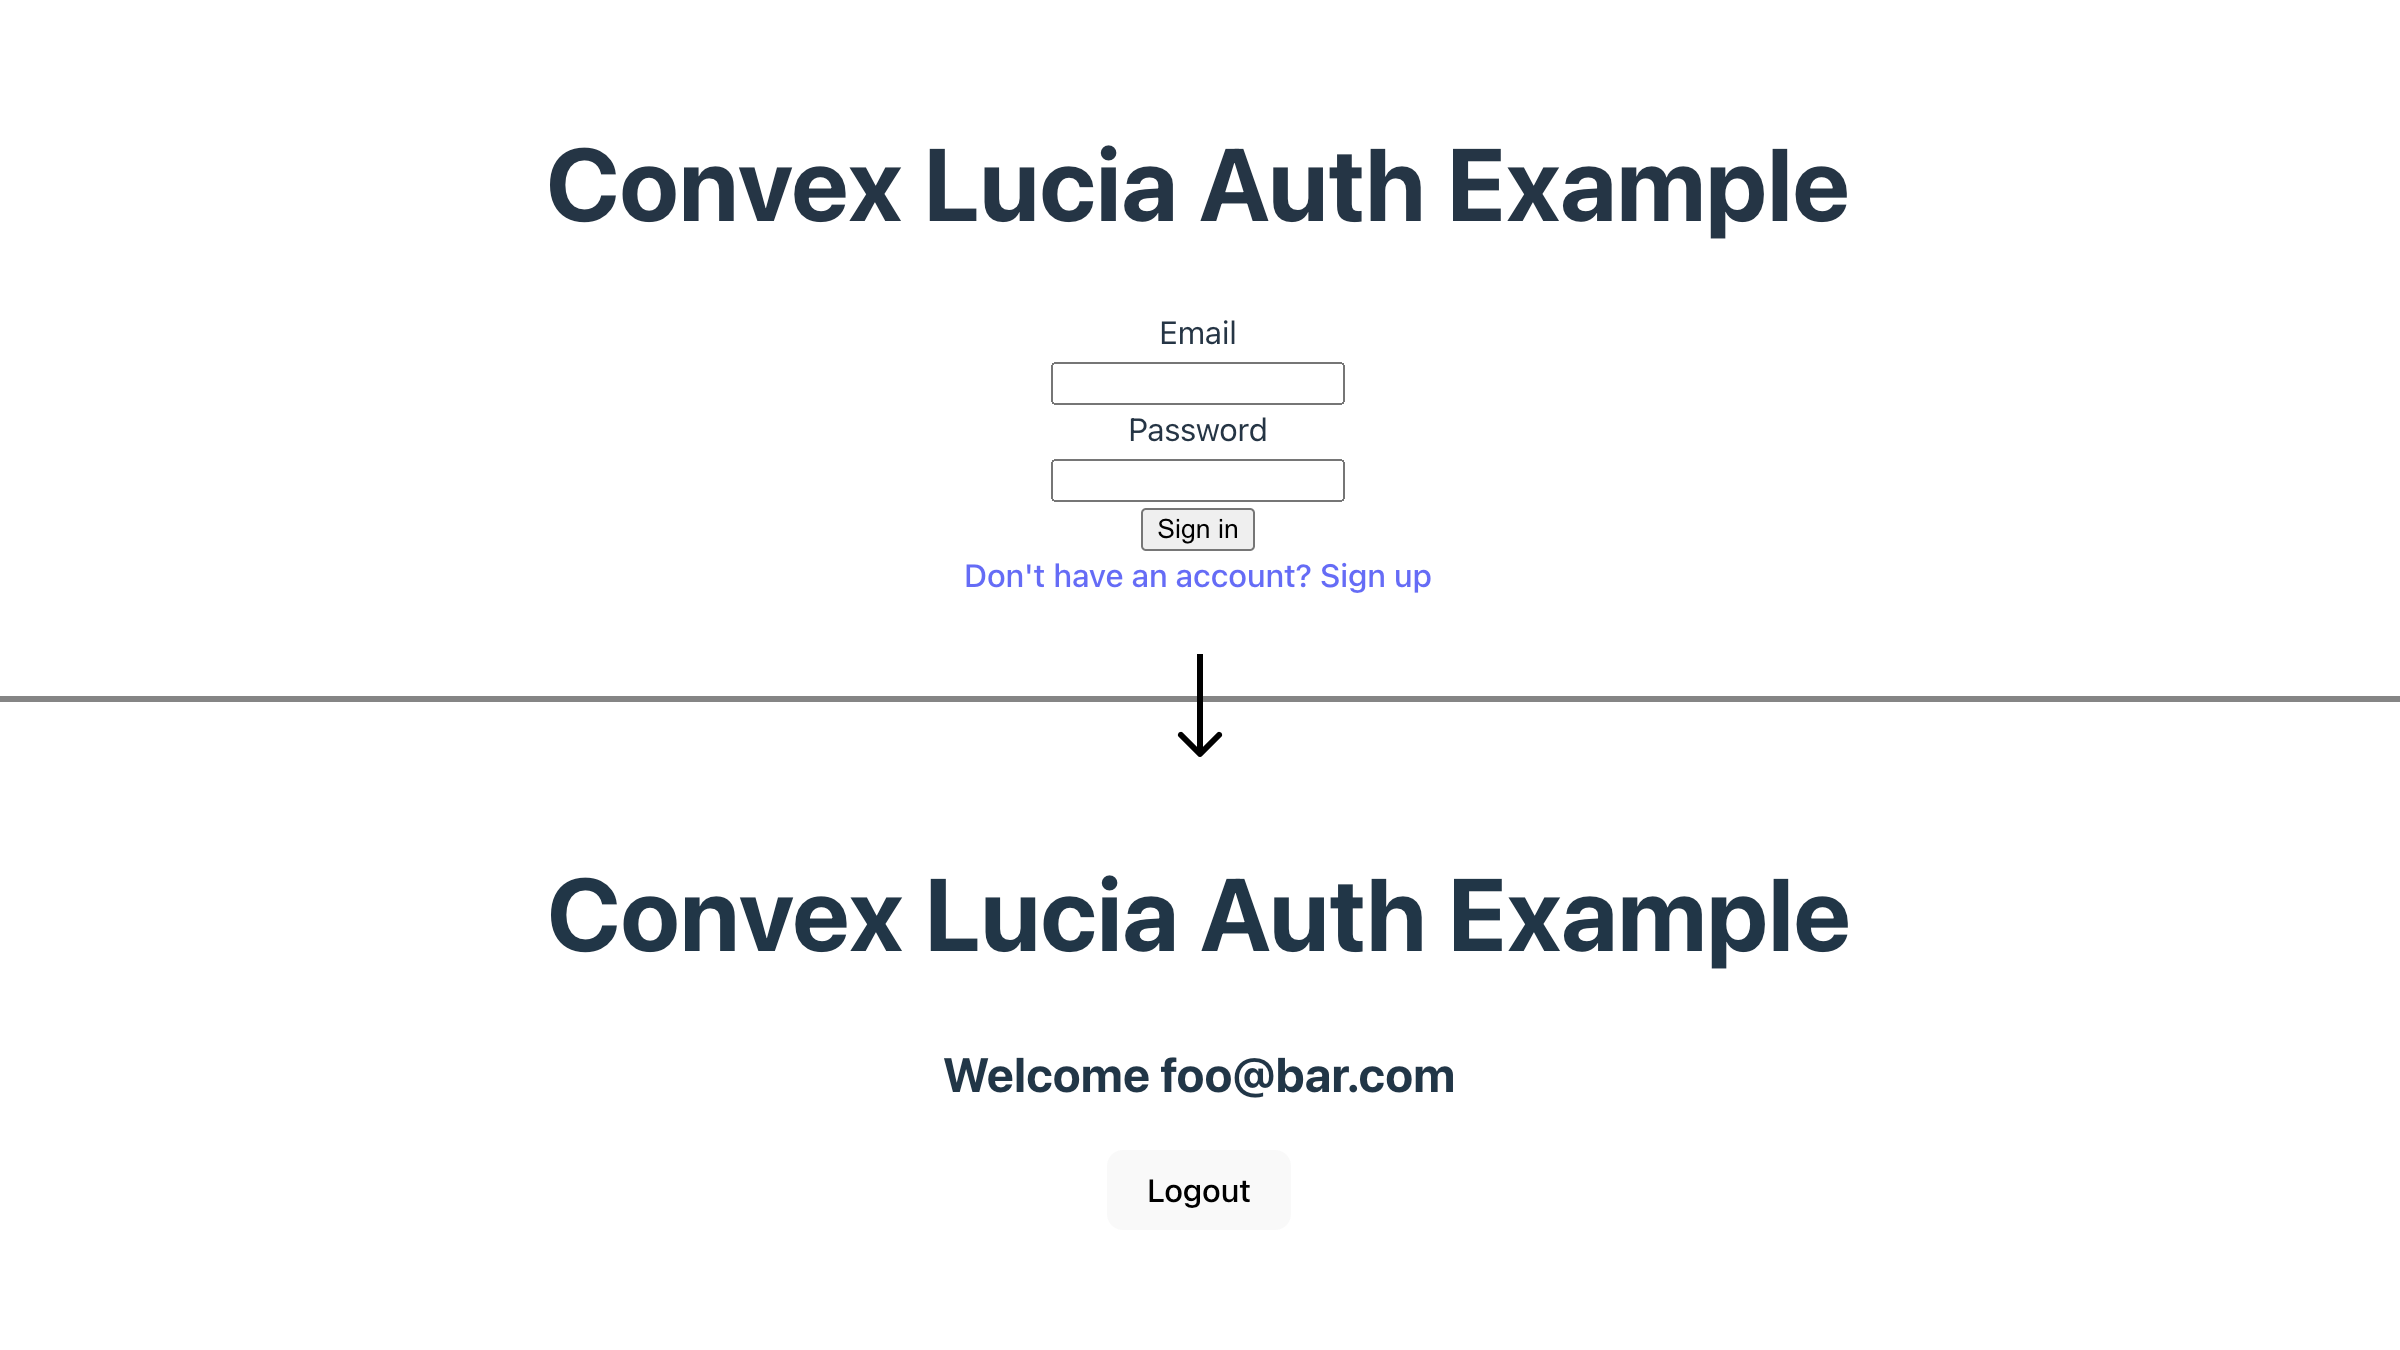 Convex Lucia Auth Example
Email
Password
Sign in
Don't have an account? Sign up
Convex Lucia Auth Example
Welcome foo@bar.com
Logout